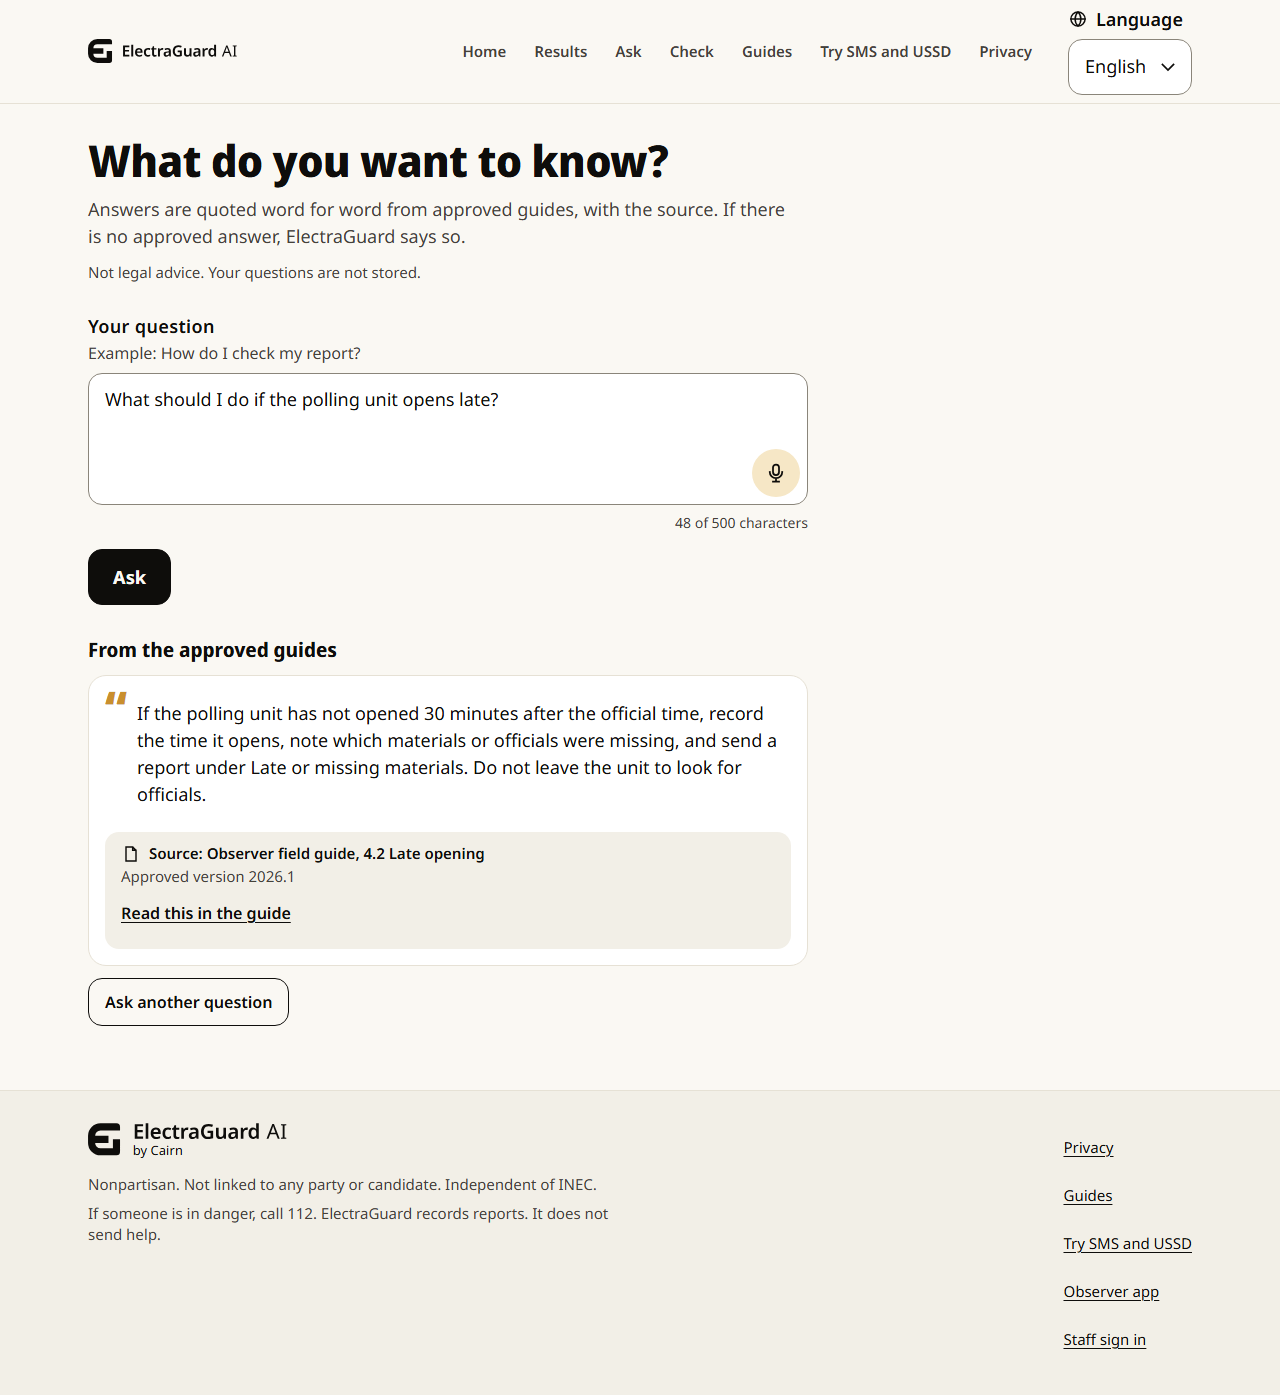 ElectraGuard AI
Home
Results
Ask
Check
Guides
Try SMS and USSD
Privacy
Language
English
What do you want to know?
Answers are quoted word for word from approved guides, with the source. If there
is no approved answer, ElectraGuard says so.
Not legal advice. Your questions are not stored.
Your question
Example: How do I check my report?
What should I do if the polling unit opens late?
48 of 500 characters
Ask
From the approved guides
“
If the polling unit has not opened 30 minutes after the official time, record
the time it opens, note which materials or officials were missing, and send a
report under Late or missing materials. Do not leave the unit to look for
officials.
Source: Observer field guide, 4.2 Late opening
Approved version 2026.1
Read this in the guide
Ask another question
ElectraGuard AI
by Cairn
Nonpartisan. Not linked to any party or candidate. Independent of INEC.
If someone is in danger, call 112. ElectraGuard records reports. It does not
send help.
Privacy
Guides
Try SMS and USSD
Observer app
Staff sign in